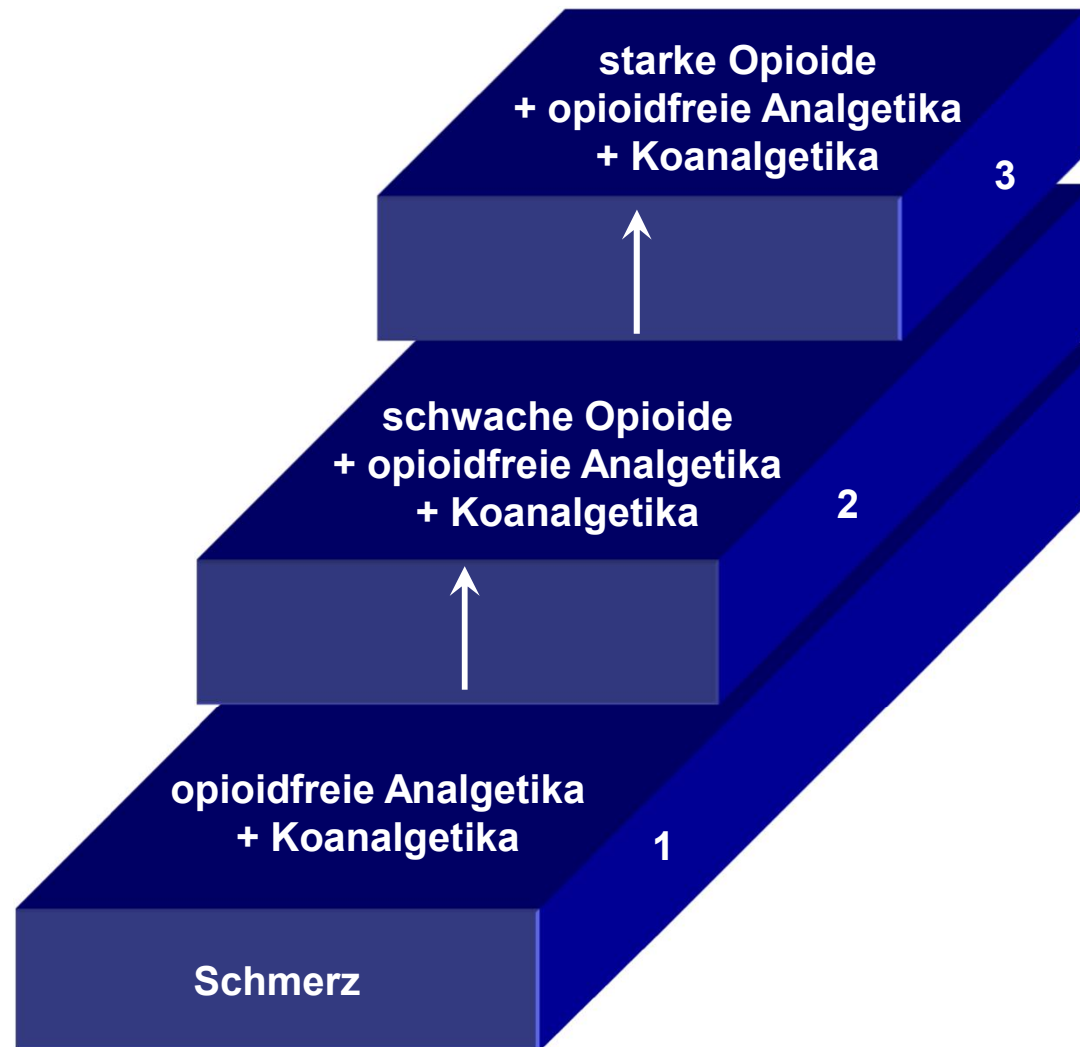 starke Opioide
+ opioidfreie Analgetika
+ Koanalgetika
3
schwache Opioide
+ opioidfreie Analgetika
+ Koanalgetika
2
opioidfreie Analgetika
+ Koanalgetika
1
Schmerz